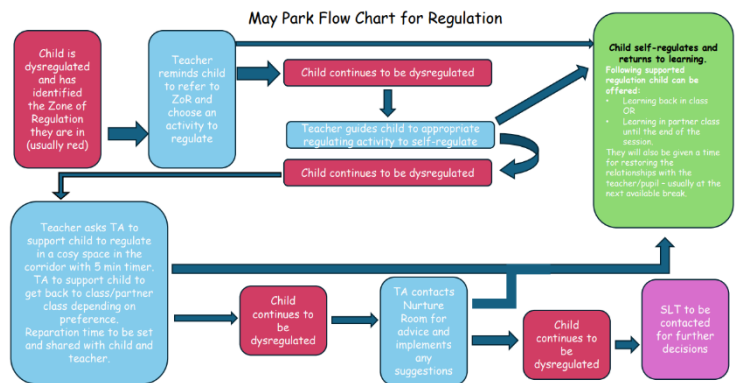 May Park Flow Chart for Regulation
Child is
dysregulated and
has identified
the Zone of
Regulation
they are in
(usually red)
Teacher
reminds child
to refer to
ZoR and
choose an
activity to
regulate
Child continues to be dysregulated
Teacher guides child to appropriate
regulating activity to self-regulate
Child continues to be dysregulated
Child self-regulates and
returns to learning.
Following supported
regulation child can be
offered:
• Learning back in class
OR
• Learning in partner class
until the end of the
session.
They will also be given a time
for restoring the
relationships with the
teacher/pupil – usually at the
next available break.
Teacher asks TA to
support child to regulate
in a cosy space in the
corridor with 5 min timer.
TA to support child to
get back to class/partner
class depending on
preference.
Reparation time to be set
and shared with child and
teacher.
Child
continues to
be
dysregulated
TA contacts
Nurture
Room for
advice and
implements
any
suggestions
Child
continues to
be
dysregulated
SLT to be
contacted
for further
decisions